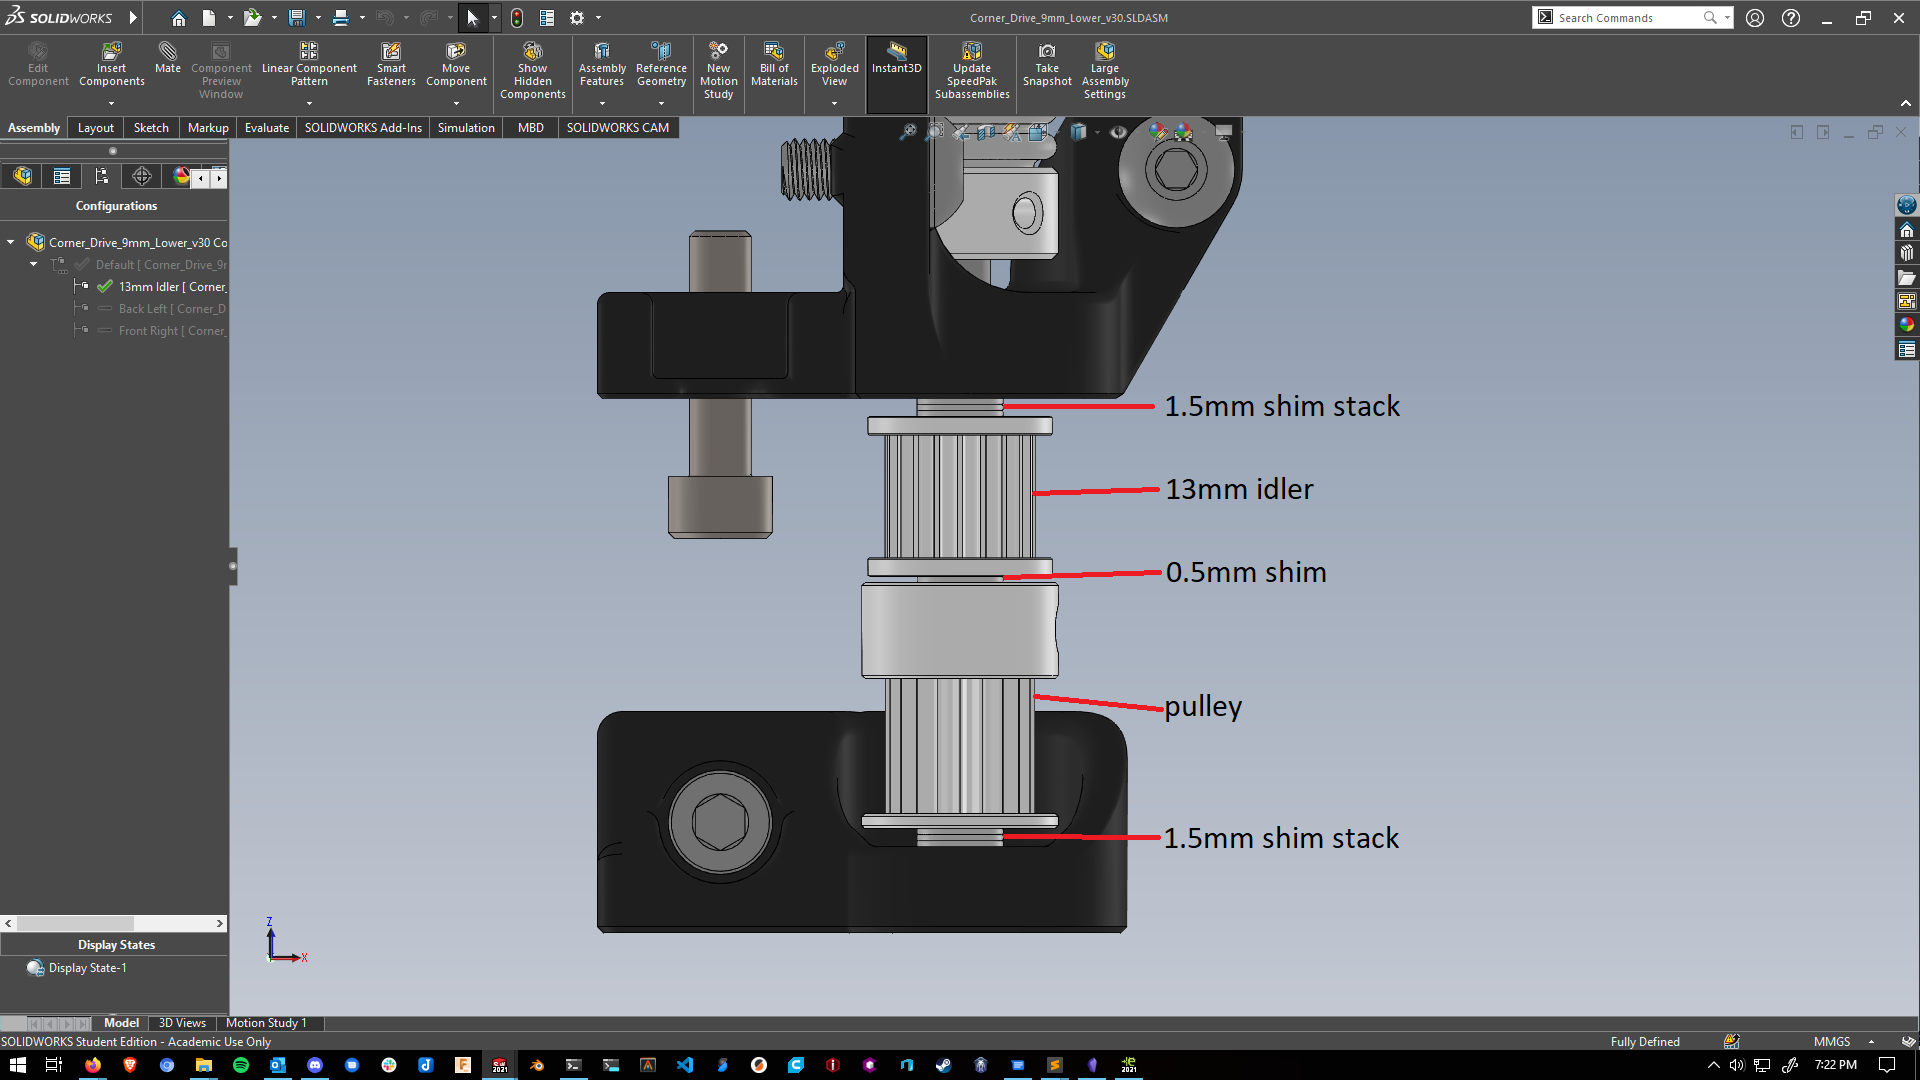 SOLIDWORKS
Corner_Drive_9mm_Lower_v30.SLDASM
Search Commands
Edit Component
Insert Components
Mate
Component Preview Window
Linear Component Pattern
Smart Fasteners
Move Component
Show Hidden Components
Assembly Features
Reference Geometry
New Motion Study
Bill of Materials
Exploded View
Instant3D
Update SpeedPak Subassemblies
Take Snapshot
Large Assembly Settings
Assembly
Layout
Sketch
Markup
Evaluate
SOLIDWORKS Add-Ins
Simulation
MBD
SOLIDWORKS CAM
Configurations
Corner_Drive_9mm_Lower_v30 Co
Default [ Corner_Drive_9r
13mm Idler [ Corner_
Back Left [ Corner_D
Front Right [ Corner_
1.5mm shim stack
13mm idler
0.5mm shim
pulley
1.5mm shim stack
Z
X
Display States
Display State-1
Model
3D Views
Motion Study 1
SOLIDWORKS Student Edition - Academic Use Only
Fully Defined
MMGS
7:22 PM